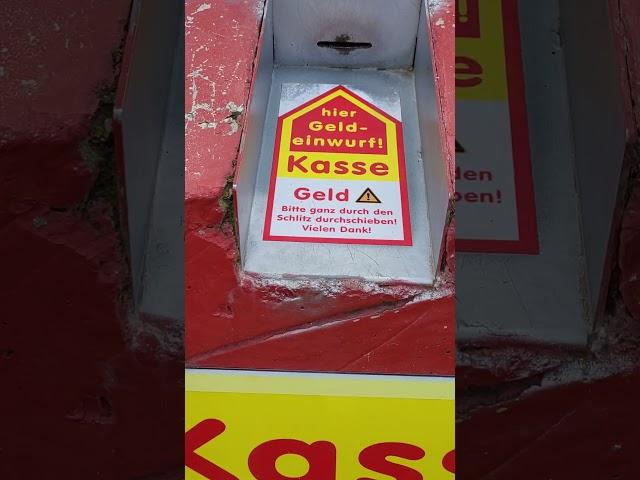 hier
Geld-
einwurf!
Kasse
Geld
Bitte ganz durch den
Schlitz durchschieben!
Vielen Dank!
Kasse